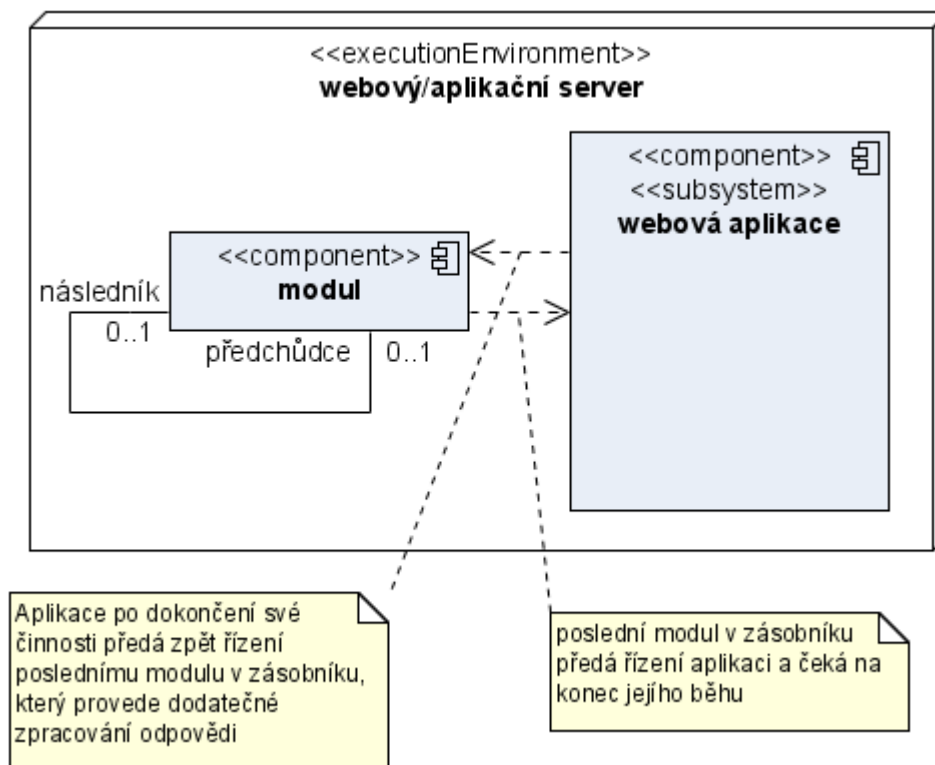 <<executionEnvironment>>
webový/aplikační server
<<component>>
<<subsystem>>
webová aplikace
<<component>>
modul
následník
0..1
předchůdce
0..1
Aplikace po dokončení své
činnosti předá zpět řízení
poslednímu modulu v zásobníku,
který provede dodatečné
zpracování odpovědi
poslední modul v zásobníku
předá řízení aplikaci a čeká na
konec jejího běhu